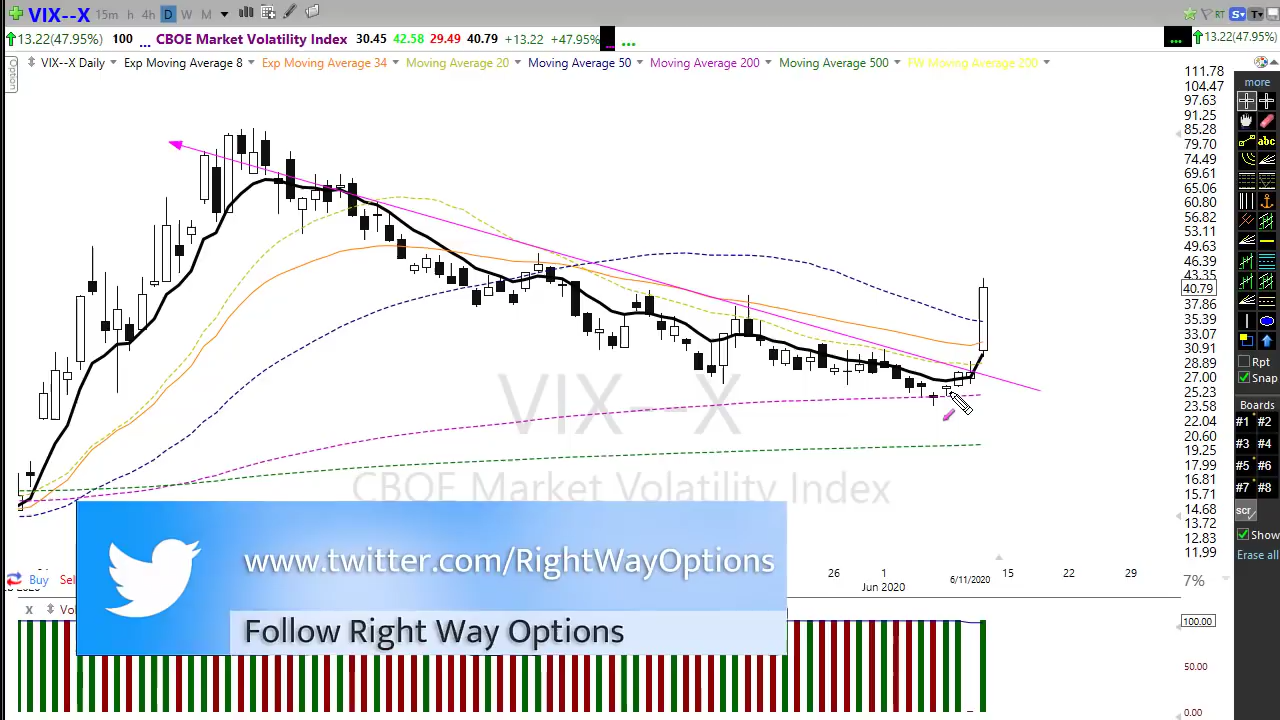 VIX--X 15m h 4h D W M RT S T
13.22(47.95%) 100 ... CBOE Market Volatility Index 30.45 42.58 29.49 40.79 +13.22 +47.95% ... ... 13.22(47.95%)
Option
VIX--X Daily Exp Moving Average 8 Exp Moving Average 34 Moving Average 20 Moving Average 50 Moving Average 200 Moving Average 500 FW Moving Average 200
111.78
104.47
97.63
91.25
85.28
79.70
74.49
69.61
65.06
60.80
56.82
53.11
49.63
46.39
43.35
40.79
37.86
35.39
33.07
30.91
28.89
27.00
25.23
23.58
22.04
20.60
19.25
17.99
16.81
15.71
14.68
13.72
12.83
11.99
more
abc
Rpt
Snap
Boards
#1 #2
#3 #4
#5 #6
#7 #8
scr
Show
Erase all
VIX--X
CBOE Market Volatility Index
www.twitter.com/RightWayOptions
Follow Right Way Options
Buy Sel
26 1 6/11/2020 15 22 29
Jun 2020
7%
X Vo
100.00
50.00
0.00